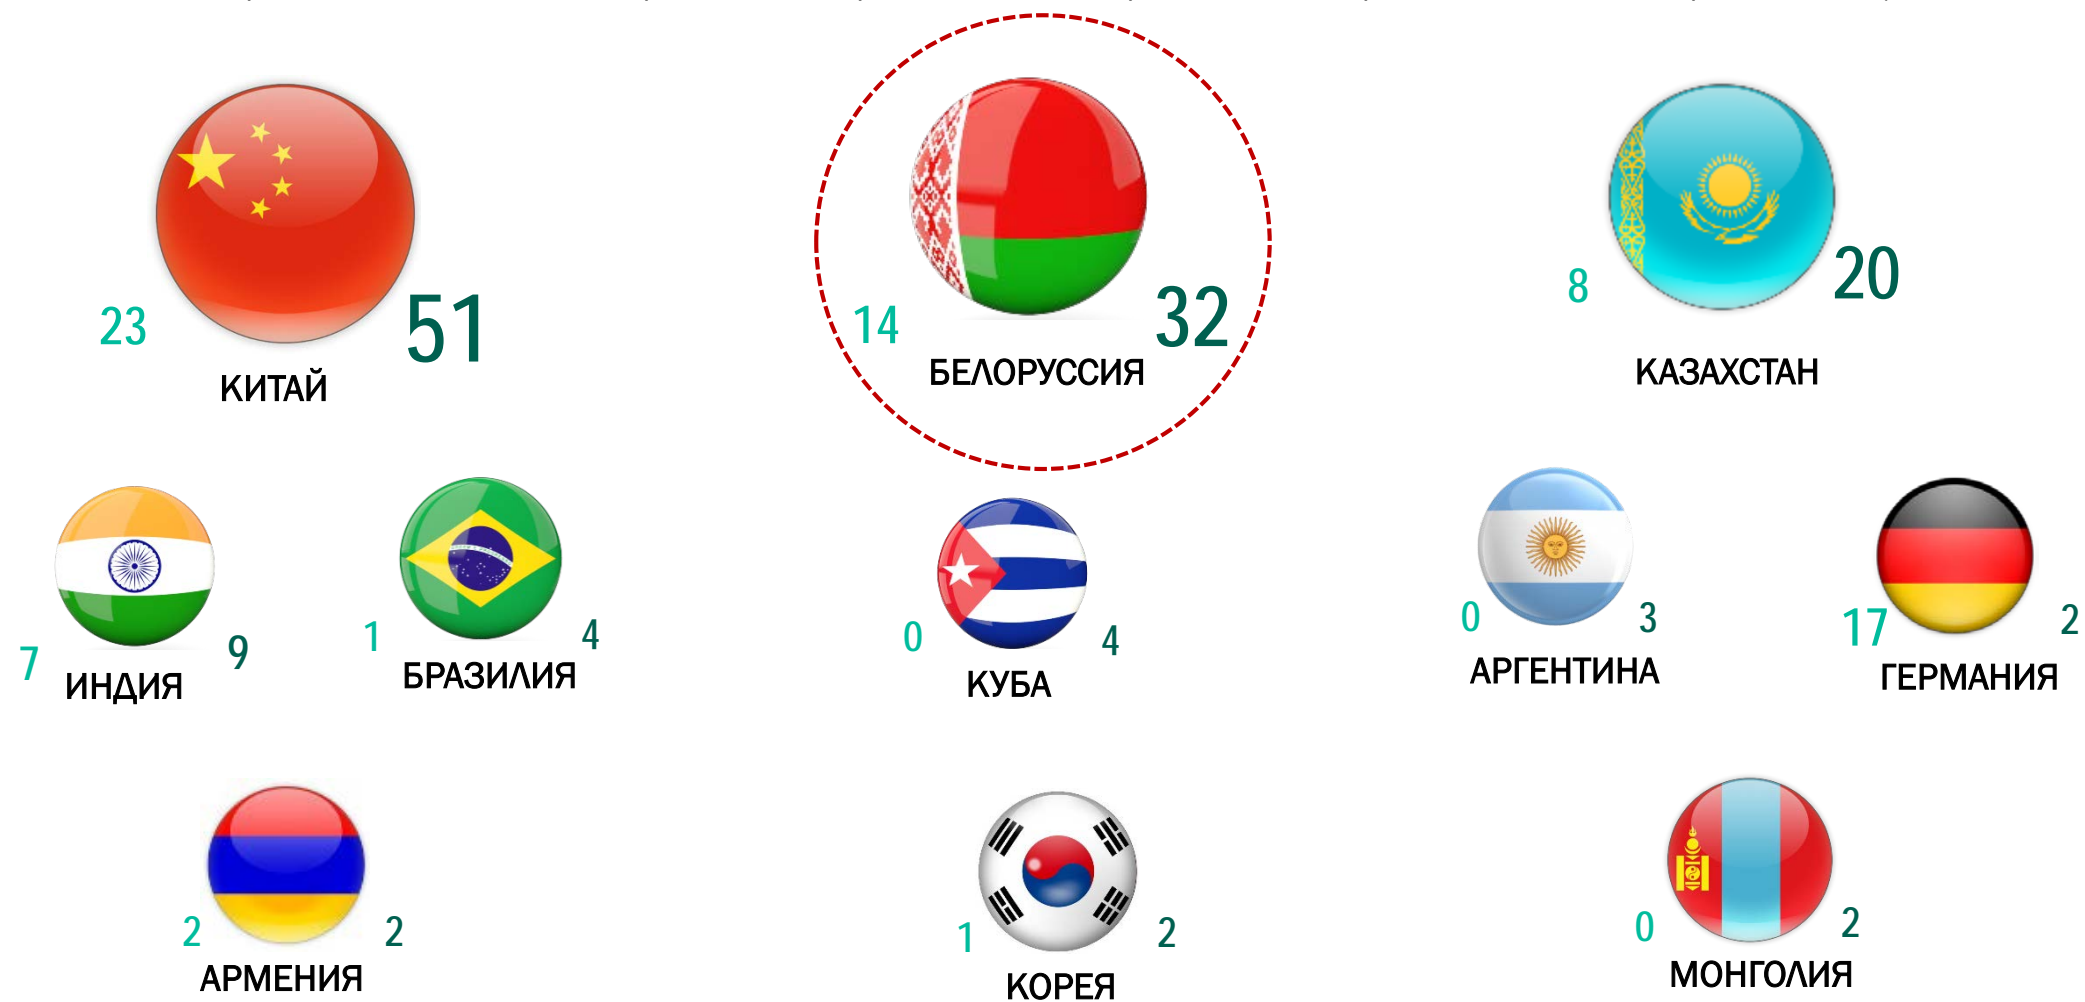 23
51
КИТАЙ
14
32
БЕЛОРУССИЯ
8
20
КАЗАХСТАН
7
9
ИНДИЯ
1
4
БРАЗИЛИЯ
0
4
КУБА
0
3
АРГЕНТИНА
17
2
ГЕРМАНИЯ
2
2
АРМЕНИЯ
1
2
КОРЕЯ
0
2
МОНГОЛИЯ